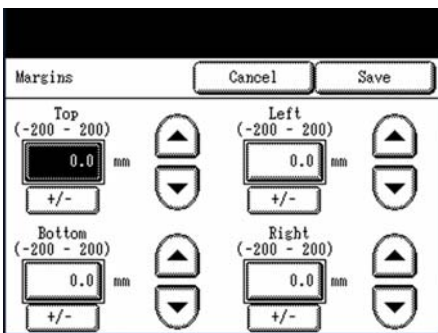 Margins Cancel Save
Top Left
(-200 - 200) (-200 - 200)
0.0 mm 0.0 mm
+/- +/-
Bottom Right
(-200 - 200) (-200 - 200)
0.0 mm 0.0 mm
+/- +/-